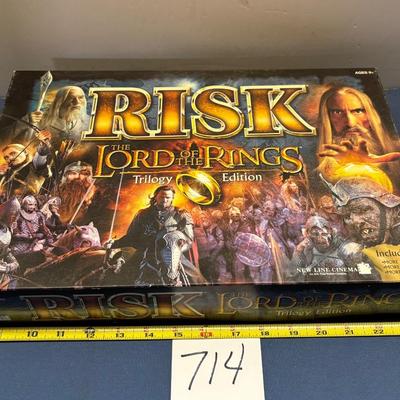 AGES 9+
RISK
THE LORD OF THE RINGS
Trilogy Edition
Includes
NEW LINE CINEMA
RISK THE LORD OF THE RINGS
Trilogy Edition
10 11 12 13 14 15 16 17 18 19 20 21 22
714